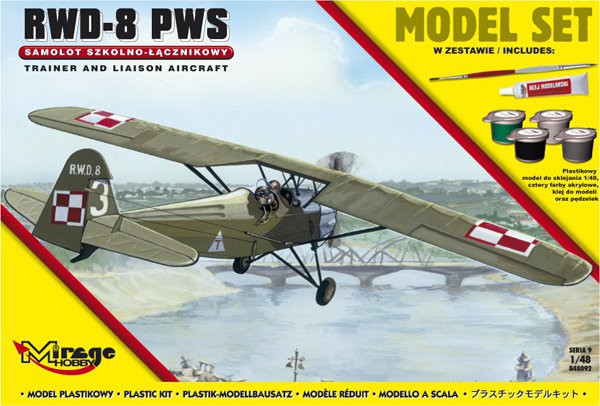 RWD-8 PWS
SAMOLOT SZKOLNO-ŁĄCZNIKOWY
TRAINER AND LIAISON AIRCRAFT
MODEL SET
W ZESTAWIE / INCLUDES:
KLEJ MODELARSKI
Plastikowy
model do sklejania 1/48,
cztery farby akrylowe,
klej do modeli
oraz pędzelek
R.W.D. 8
3
Mirage
HOBBY
SERIA 9
1/48
848092
• MODEL PLASTIKOWY • PLASTIC KIT • PLASTIK-MODELLBAUSATZ • MODÈLE RÉDUIT • MODELLO A SCALA • プラスチックモデルキット •